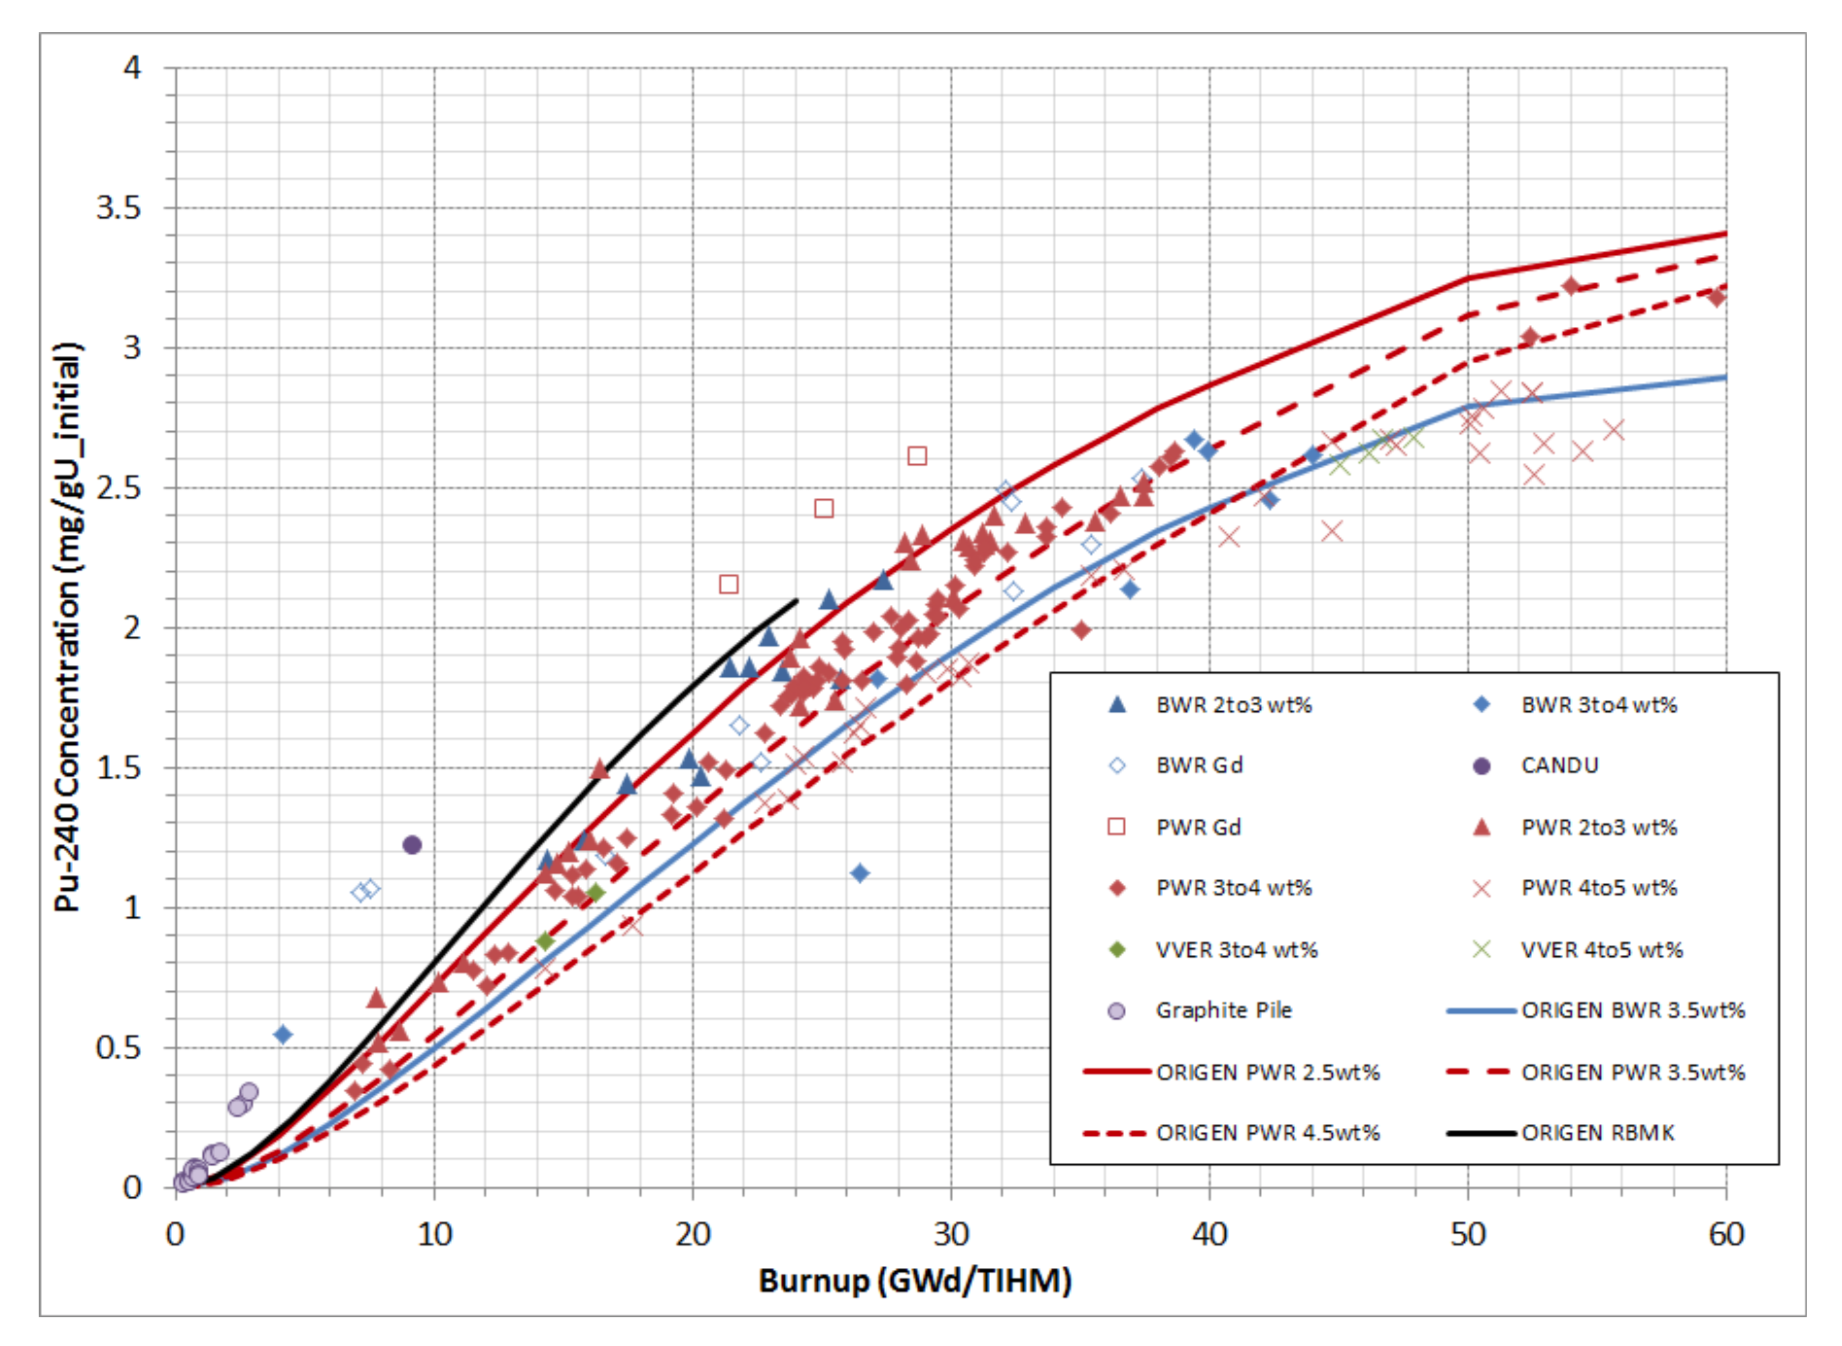 4
3.5
3
2.5
2
1.5
1
0.5
0
Pu-240 Concentration (mg/gU_initial)
0 10 20 30 40 50 60
Burnup (GWd/TIHM)
BWR 2to3 wt% BWR 3to4 wt%
BWR Gd CANDU
PWR Gd PWR 2to3 wt%
PWR 3to4 wt% PWR 4to5 wt%
VVER 3to4 wt% VVER 4to5 wt%
Graphite Pile ORIGEN BWR 3.5wt%
ORIGEN PWR 2.5wt% ORIGEN PWR 3.5wt%
ORIGEN PWR 4.5wt% ORIGEN RBMK